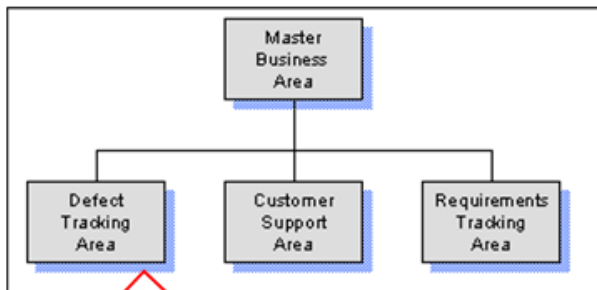 Master
Business
Area
Defect
Tracking
Area
Customer
Support
Area
Requirements
Tracking
Area